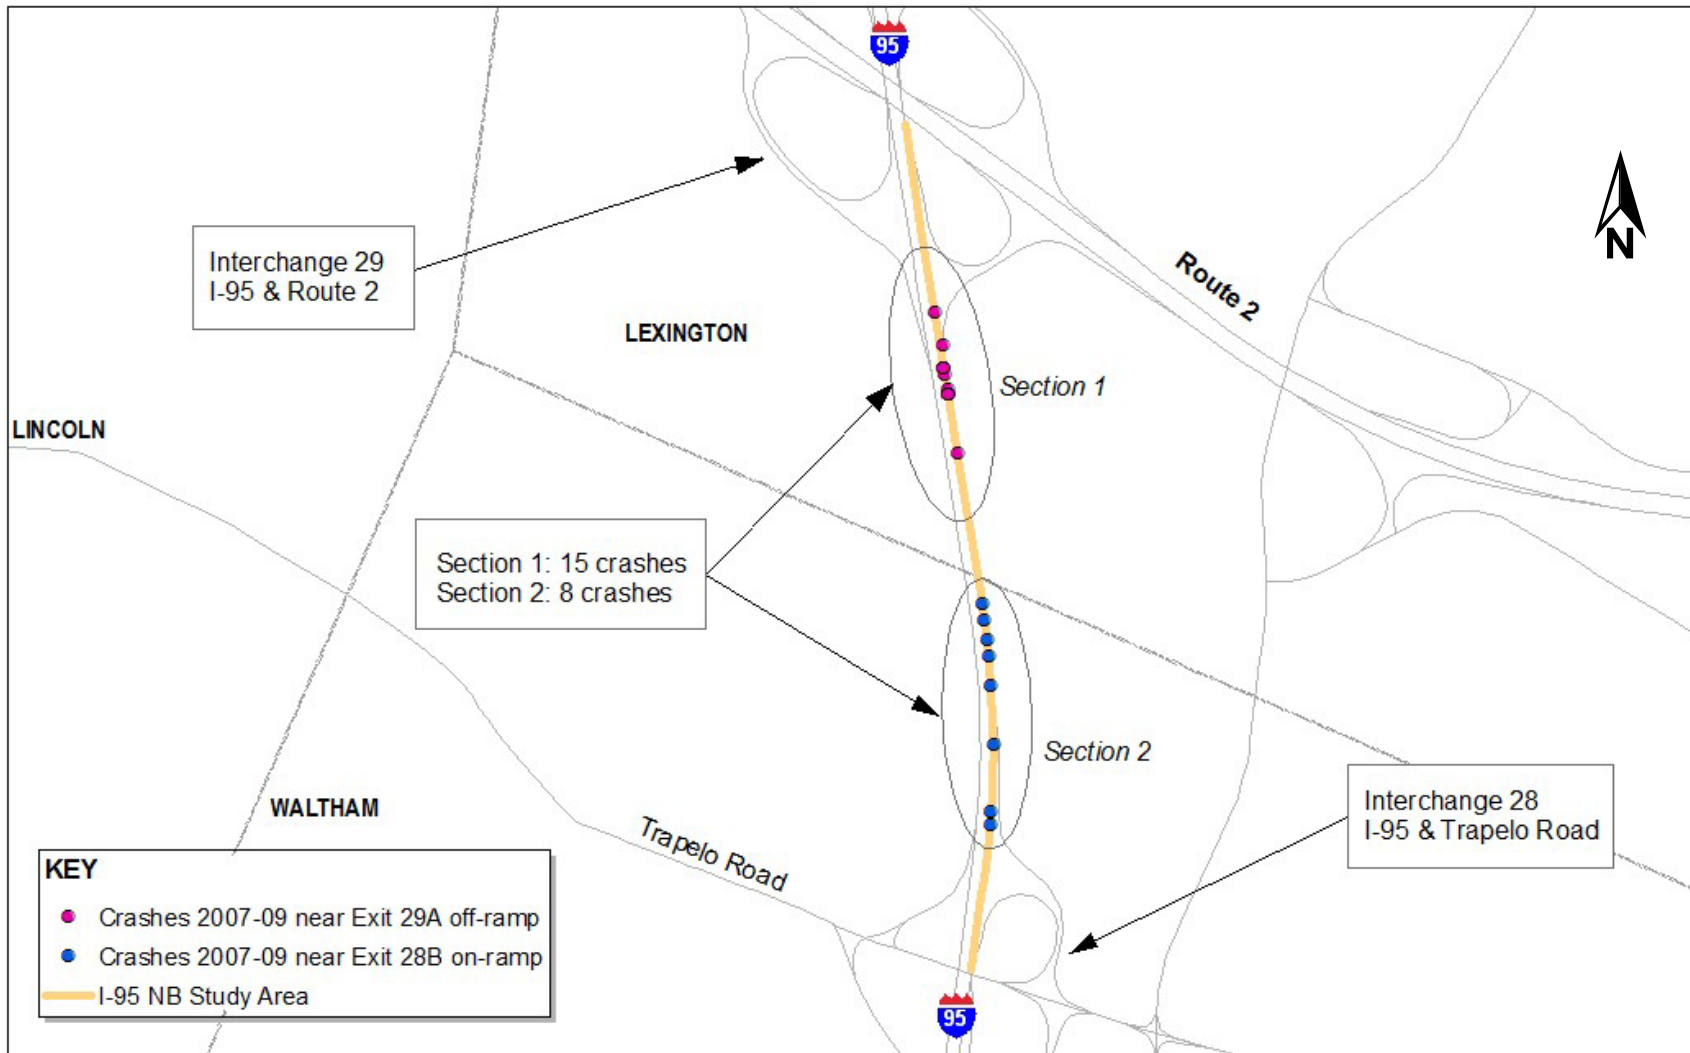 95
Interchange 29
I-95 & Route 2
N
Route 2
LEXINGTON
Section 1
LINCOLN
Section 1: 15 crashes
Section 2: 8 crashes
Section 2
WALTHAM
Interchange 28
I-95 & Trapelo Road
Trapelo Road
KEY
Crashes 2007-09 near Exit 29A off-ramp
Crashes 2007-09 near Exit 28B on-ramp
I-95 NB Study Area
95